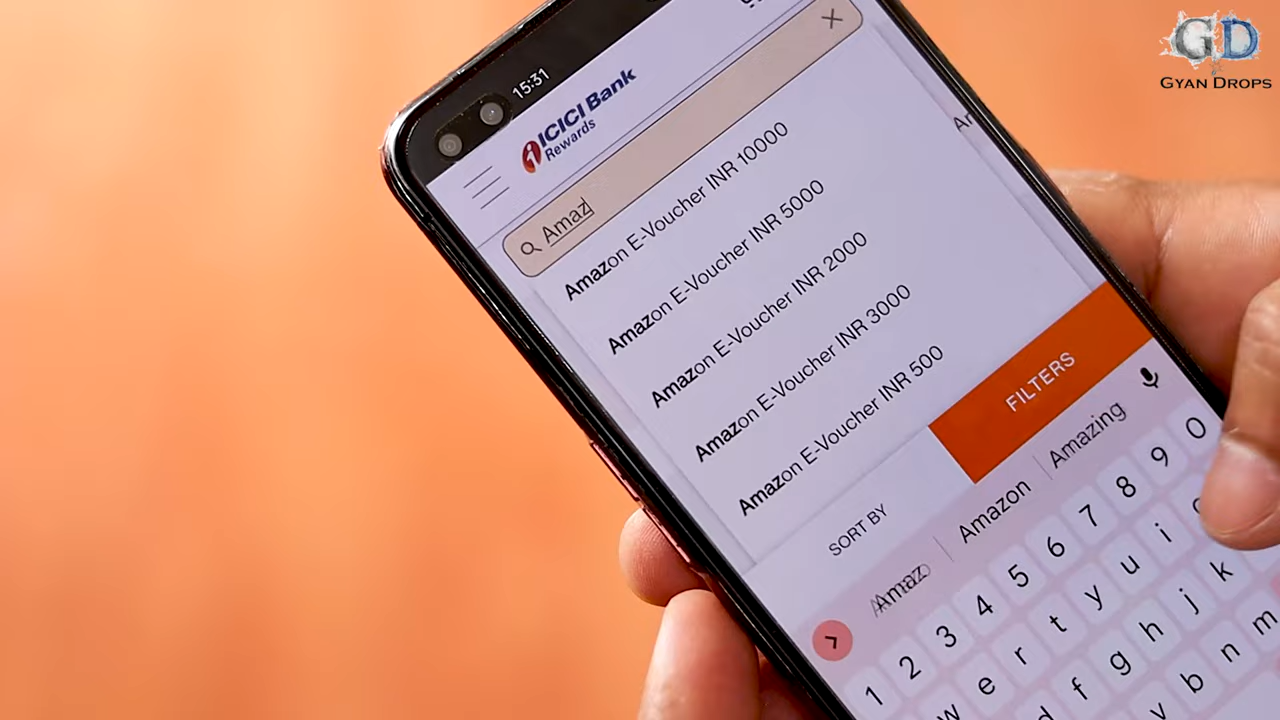 GD
GYAN DROPS
15:31
ICICI Bank
Rewards
Amaz
Amazon E-Voucher INR 10000
Amazon E-Voucher INR 5000
Amazon E-Voucher INR 2000
Amazon E-Voucher INR 3000
Amazon E-Voucher INR 500
SORT BY
FILTERS
Amaz
Amazon
Amazing
1 2 3 4 5 6 7 8 9 0
w e r t y u i
d f g h j k
v b n m